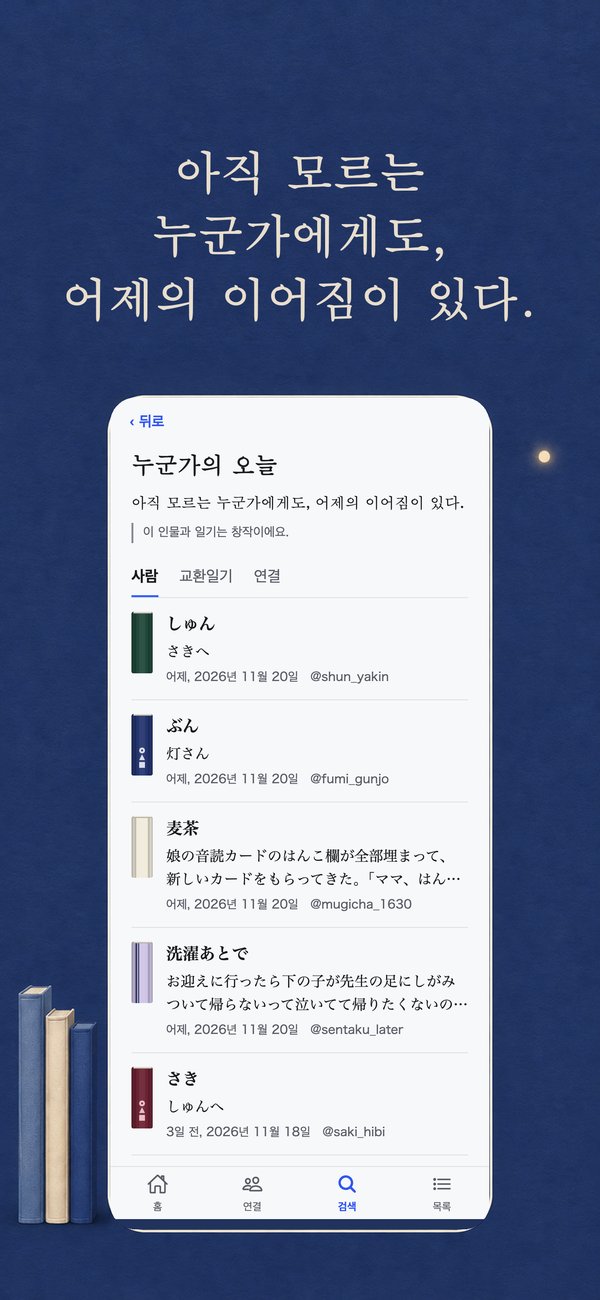 아직 모르는
누군가에게도,
어제의 이어짐이 있다.
‹ 뒤로
누군가의 오늘
아직 모르는 누군가에게도, 어제의 이어짐이 있다.
이 인물과 일기는 창작이에요.
사람 교환일기 연결
しゅん
さきへ
어제, 2026년 11월 20일 @shun_yakin
ぶん
灯さん
어제, 2026년 11월 20일 @fumi_gunjo
麦茶
娘の音読カードのはんこ欄が全部埋まって、
新しいカードをもらってきた。「ママ、はん…
어제, 2026년 11월 20일 @mugicha_1630
洗濯あとで
お迎えに行ったら下の子が先生の足にしがみ
ついて帰らないって泣いてて帰りたくないの…
어제, 2026년 11월 20일 @sentaku_later
さき
しゅんへ
3일 전, 2026년 11월 18일 @saki_hibi
홈 연결 검색 목록